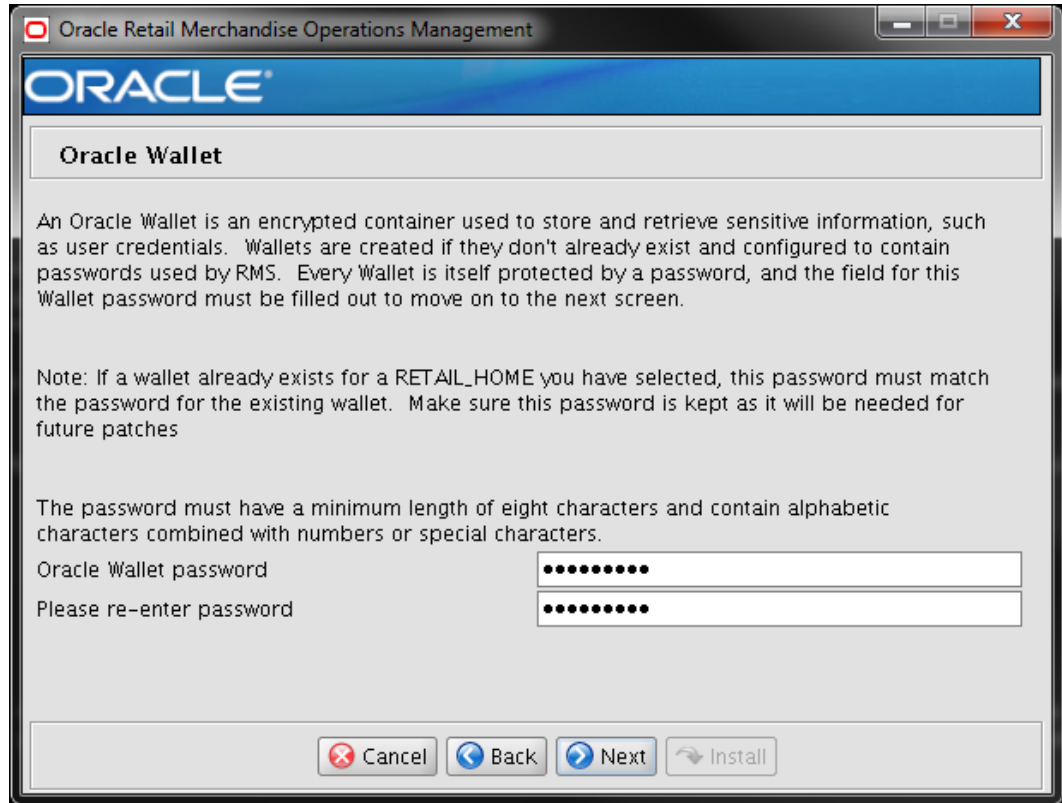 Oracle Retail Merchandise Operations Management
ORACLE®
Oracle Wallet
An Oracle Wallet is an encrypted container used to store and retrieve sensitive information, such
as user credentials.  Wallets are created if they don't already exist and configured to contain
passwords used by RMS.  Every Wallet is itself protected by a password, and the field for this
Wallet password must be filled out to move on to the next screen.
Note: If a wallet already exists for a RETAIL_HOME you have selected, this password must match
the password for the existing wallet.  Make sure this password is kept as it will be needed for
future patches
The password must have a minimum length of eight characters and contain alphabetic
characters combined with numbers or special characters.
Oracle Wallet password •••••••••
Please re-enter password •••••••••
Cancel Back Next Install